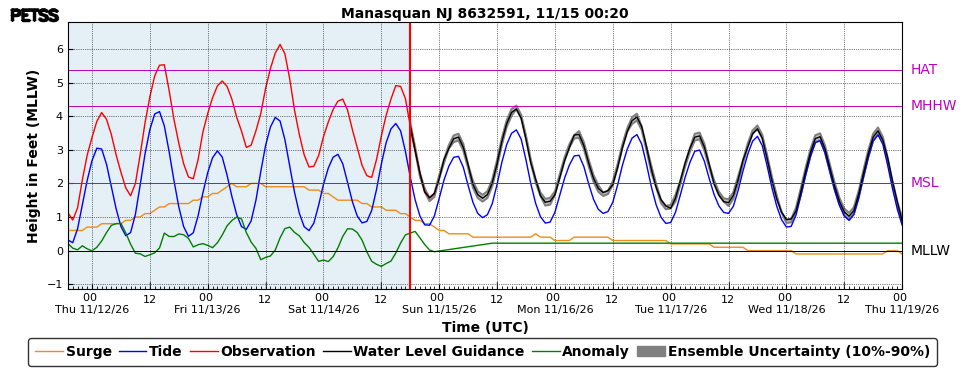 PETSS
Manasquan NJ 8632591, 11/15 00:20
Height in Feet (MLLW)
6
5
4
3
2
1
0
−1
HAT
MHHW
MSL
MLLW
00 12 00 12 00 12 00 12 00 12 00 12 00 12 00
Thu 11/12/26 Fri 11/13/26 Sat 11/14/26 Sun 11/15/26 Mon 11/16/26 Tue 11/17/26 Wed 11/18/26 Thu 11/19/26
Time (UTC)
Surge Tide Observation Water Level Guidance Anomaly Ensemble Uncertainty (10%-90%)